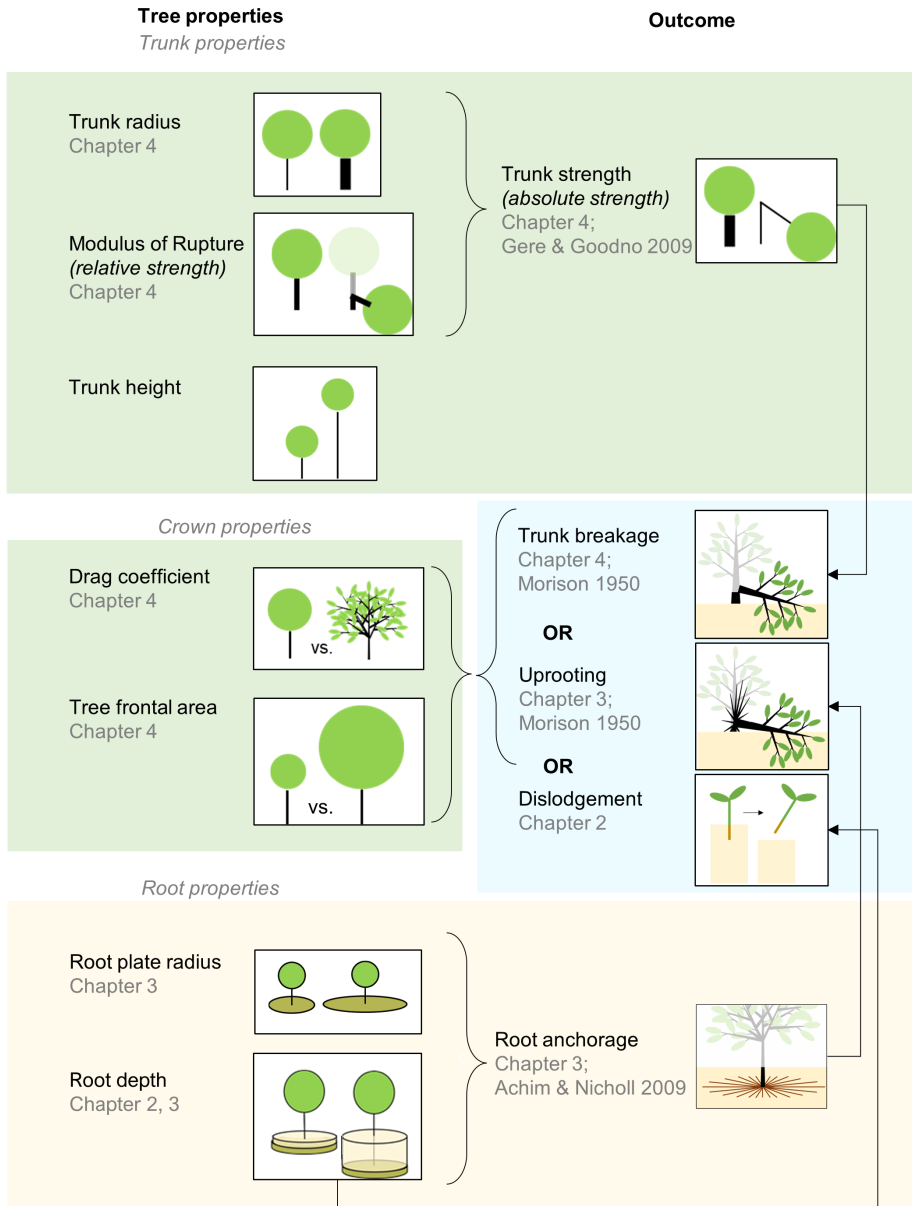 Tree properties
Outcome
Trunk properties
Trunk radius
Chapter 4
Modulus of Rupture
(relative strength)
Chapter 4
Trunk height
Trunk strength
(absolute strength)
Chapter 4;
Gere & Goodno 2009
Crown properties
Drag coefficient
Chapter 4
vs.
Tree frontal area
Chapter 4
vs.
Trunk breakage
Chapter 4;
Morison 1950
OR
Uprooting
Chapter 3;
Morison 1950
OR
Dislodgement
Chapter 2
Root properties
Root plate radius
Chapter 3
Root depth
Chapter 2, 3
Root anchorage
Chapter 3;
Achim & Nicholl 2009